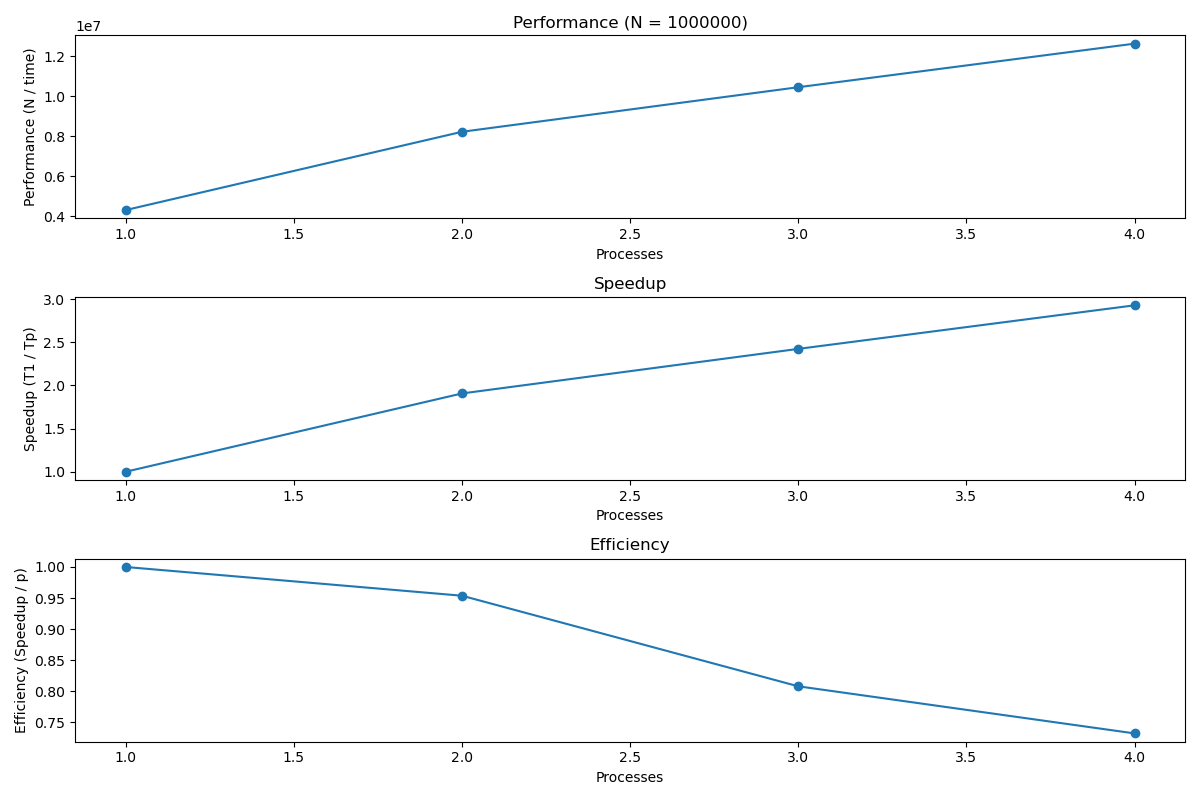 Performance (N = 1000000)
1e7
Performance (N / time)
1.2
1.0
0.8
0.6
0.4
1.0 1.5 2.0 2.5 3.0 3.5 4.0
Processes
Speedup
Speedup (T1 / Tp)
3.0
2.5
2.0
1.5
1.0
1.0 1.5 2.0 2.5 3.0 3.5 4.0
Processes
Efficiency
Efficiency (Speedup / p)
1.00
0.95
0.90
0.85
0.80
0.75
1.0 1.5 2.0 2.5 3.0 3.5 4.0
Processes